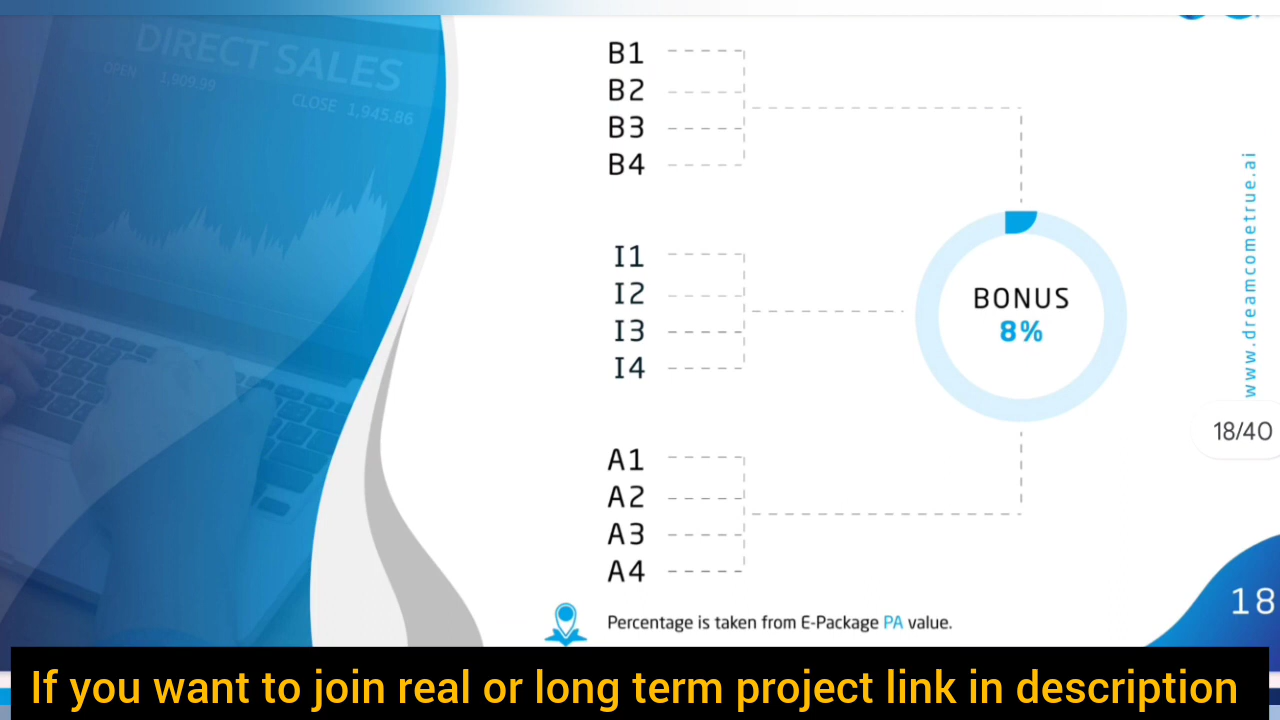 DIRECT SALES
OPEN 1,909.99
CLOSE 1,945.86
B1
B2
B3
B4
I1
I2
I3
I4
A1
A2
A3
A4
BONUS
8%
www.dreamcometrue.ai
18/40
18
Percentage is taken from E-Package PA value.
If you want to join real or long term project link in description